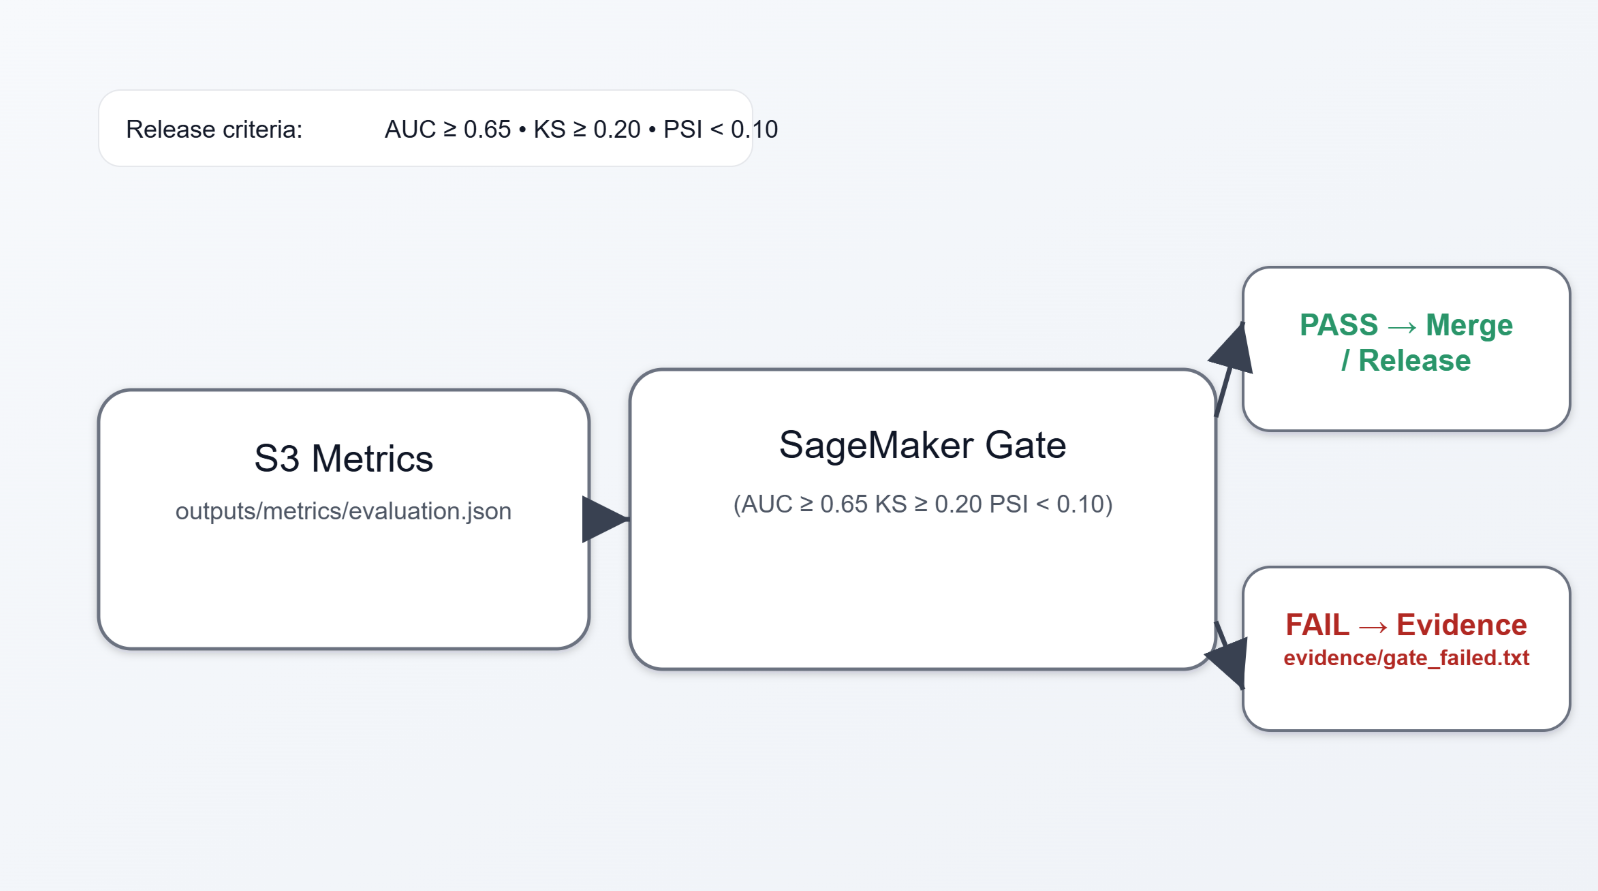 Release criteria: AUC ≥ 0.65 • KS ≥ 0.20 • PSI < 0.10
S3 Metrics
outputs/metrics/evaluation.json
SageMaker Gate
(AUC ≥ 0.65 KS ≥ 0.20 PSI < 0.10)
PASS → Merge
/ Release
FAIL → Evidence
evidence/gate_failed.txt